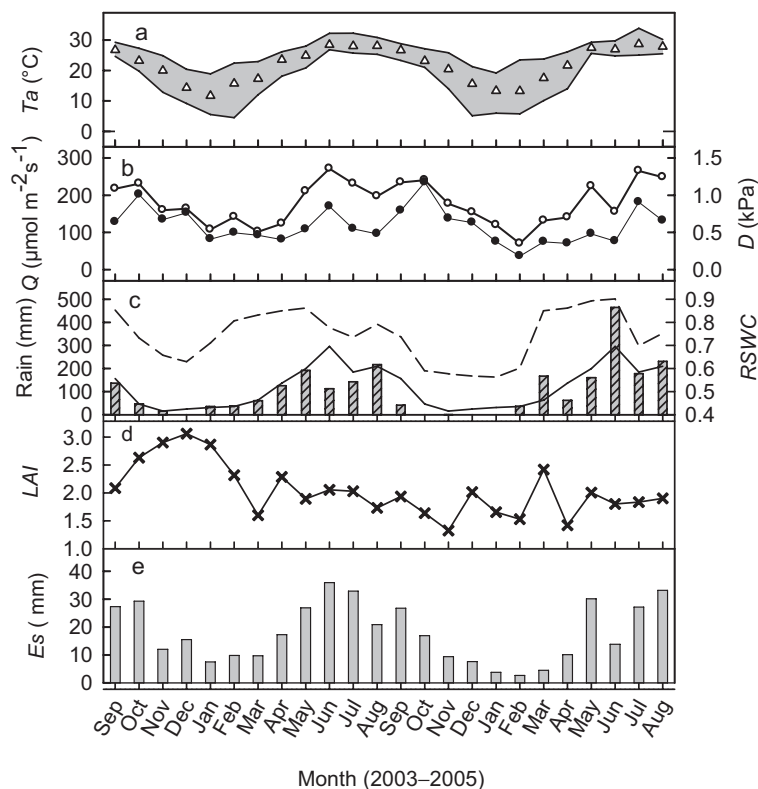 a
30
20
10
0
Ta (°C)
b
300
200
100
0
Q (µmol m⁻²s⁻¹)
1.5
1.0
0.5
0.0
D (kPa)
c
500
400
300
200
100
0
Rain (mm)
0.9
0.8
0.7
0.6
0.5
0.4
RSWC
d
3.0
2.5
2.0
1.5
1.0
LAI
e
40
30
20
10
0
Es ( mm)
Sep
Oct
Nov
Dec
Jan
Feb
Mar
Apr
May
Jun
Jul
Aug
Sep
Oct
Nov
Dec
Jan
Feb
Mar
Apr
May
Jun
Jul
Aug
Month (2003–2005)